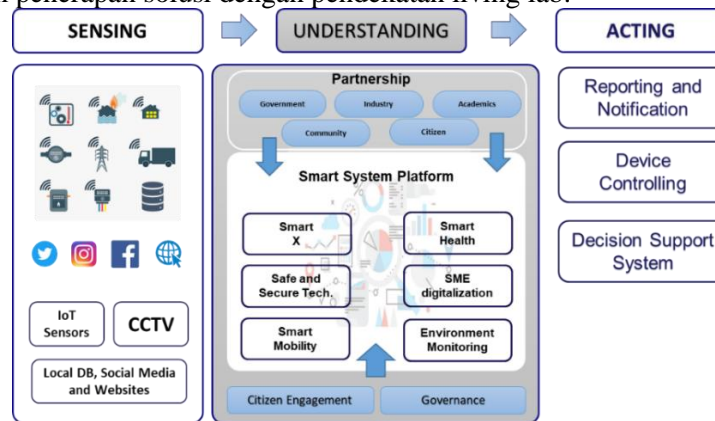 penerapan solusi dengan pendekatan living lab.
SENSING
UNDERSTANDING
ACTING
IoT
Sensors
CCTV
Local DB, Social Media
and Websites
Partnership
Government
Industry
Academics
Community
Citizen
Smart System Platform
Smart
X
Smart
Health
Safe and
Secure Tech.
SME
digitalization
Smart
Mobility
Environment
Monitoring
Citizen Engagement
Governance
Reporting and
Notification
Device
Controlling
Decision Support
System